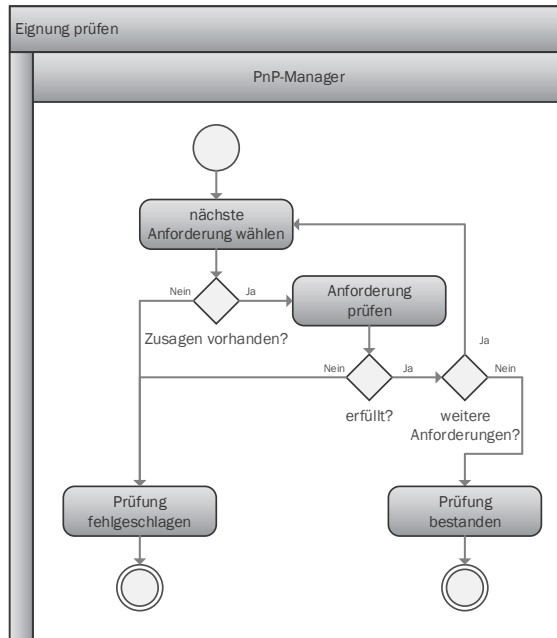 Eignung prüfen
PnP-Manager
nächste
Anforderung wählen
Nein
Ja
Zusagen vorhanden?
Anforderung
prüfen
Ja
Nein
Ja
Nein
erfüllt?
weitere
Anforderungen?
Prüfung
fehlgeschlagen
Prüfung
bestanden